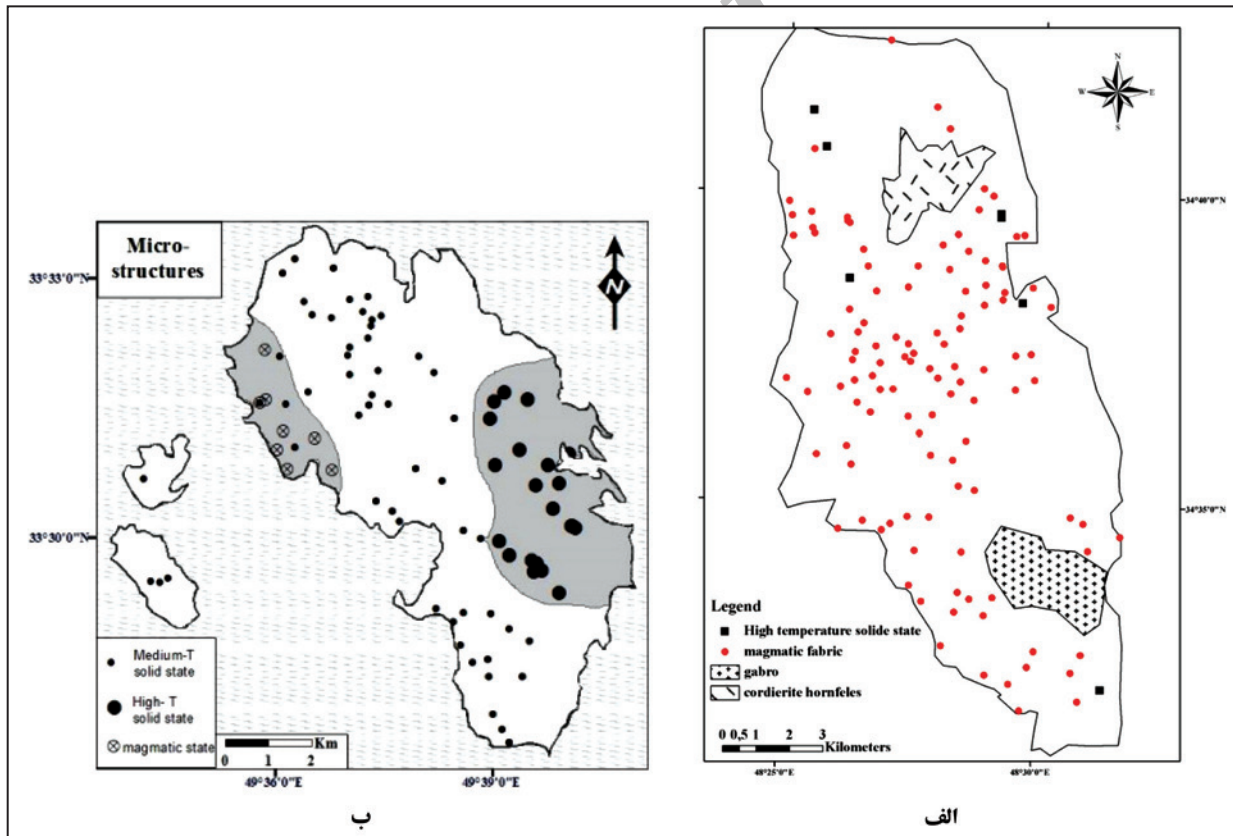 Micro-
structures
33°33'0"N
33°30'0"N
Medium-T
solid state
High- T
solid state
magmatic state
Km
0 1 2
49°36'0"E
49°39'0"E
N
ب
N
W E
S
34°40'0"N
34°35'0"N
Legend
High temperature solide state
magmatic fabric
gabro
cordierite hornfeles
0 0,5 1 2 3
Kilometers
48°25'0"E
48°30'0"E
الف